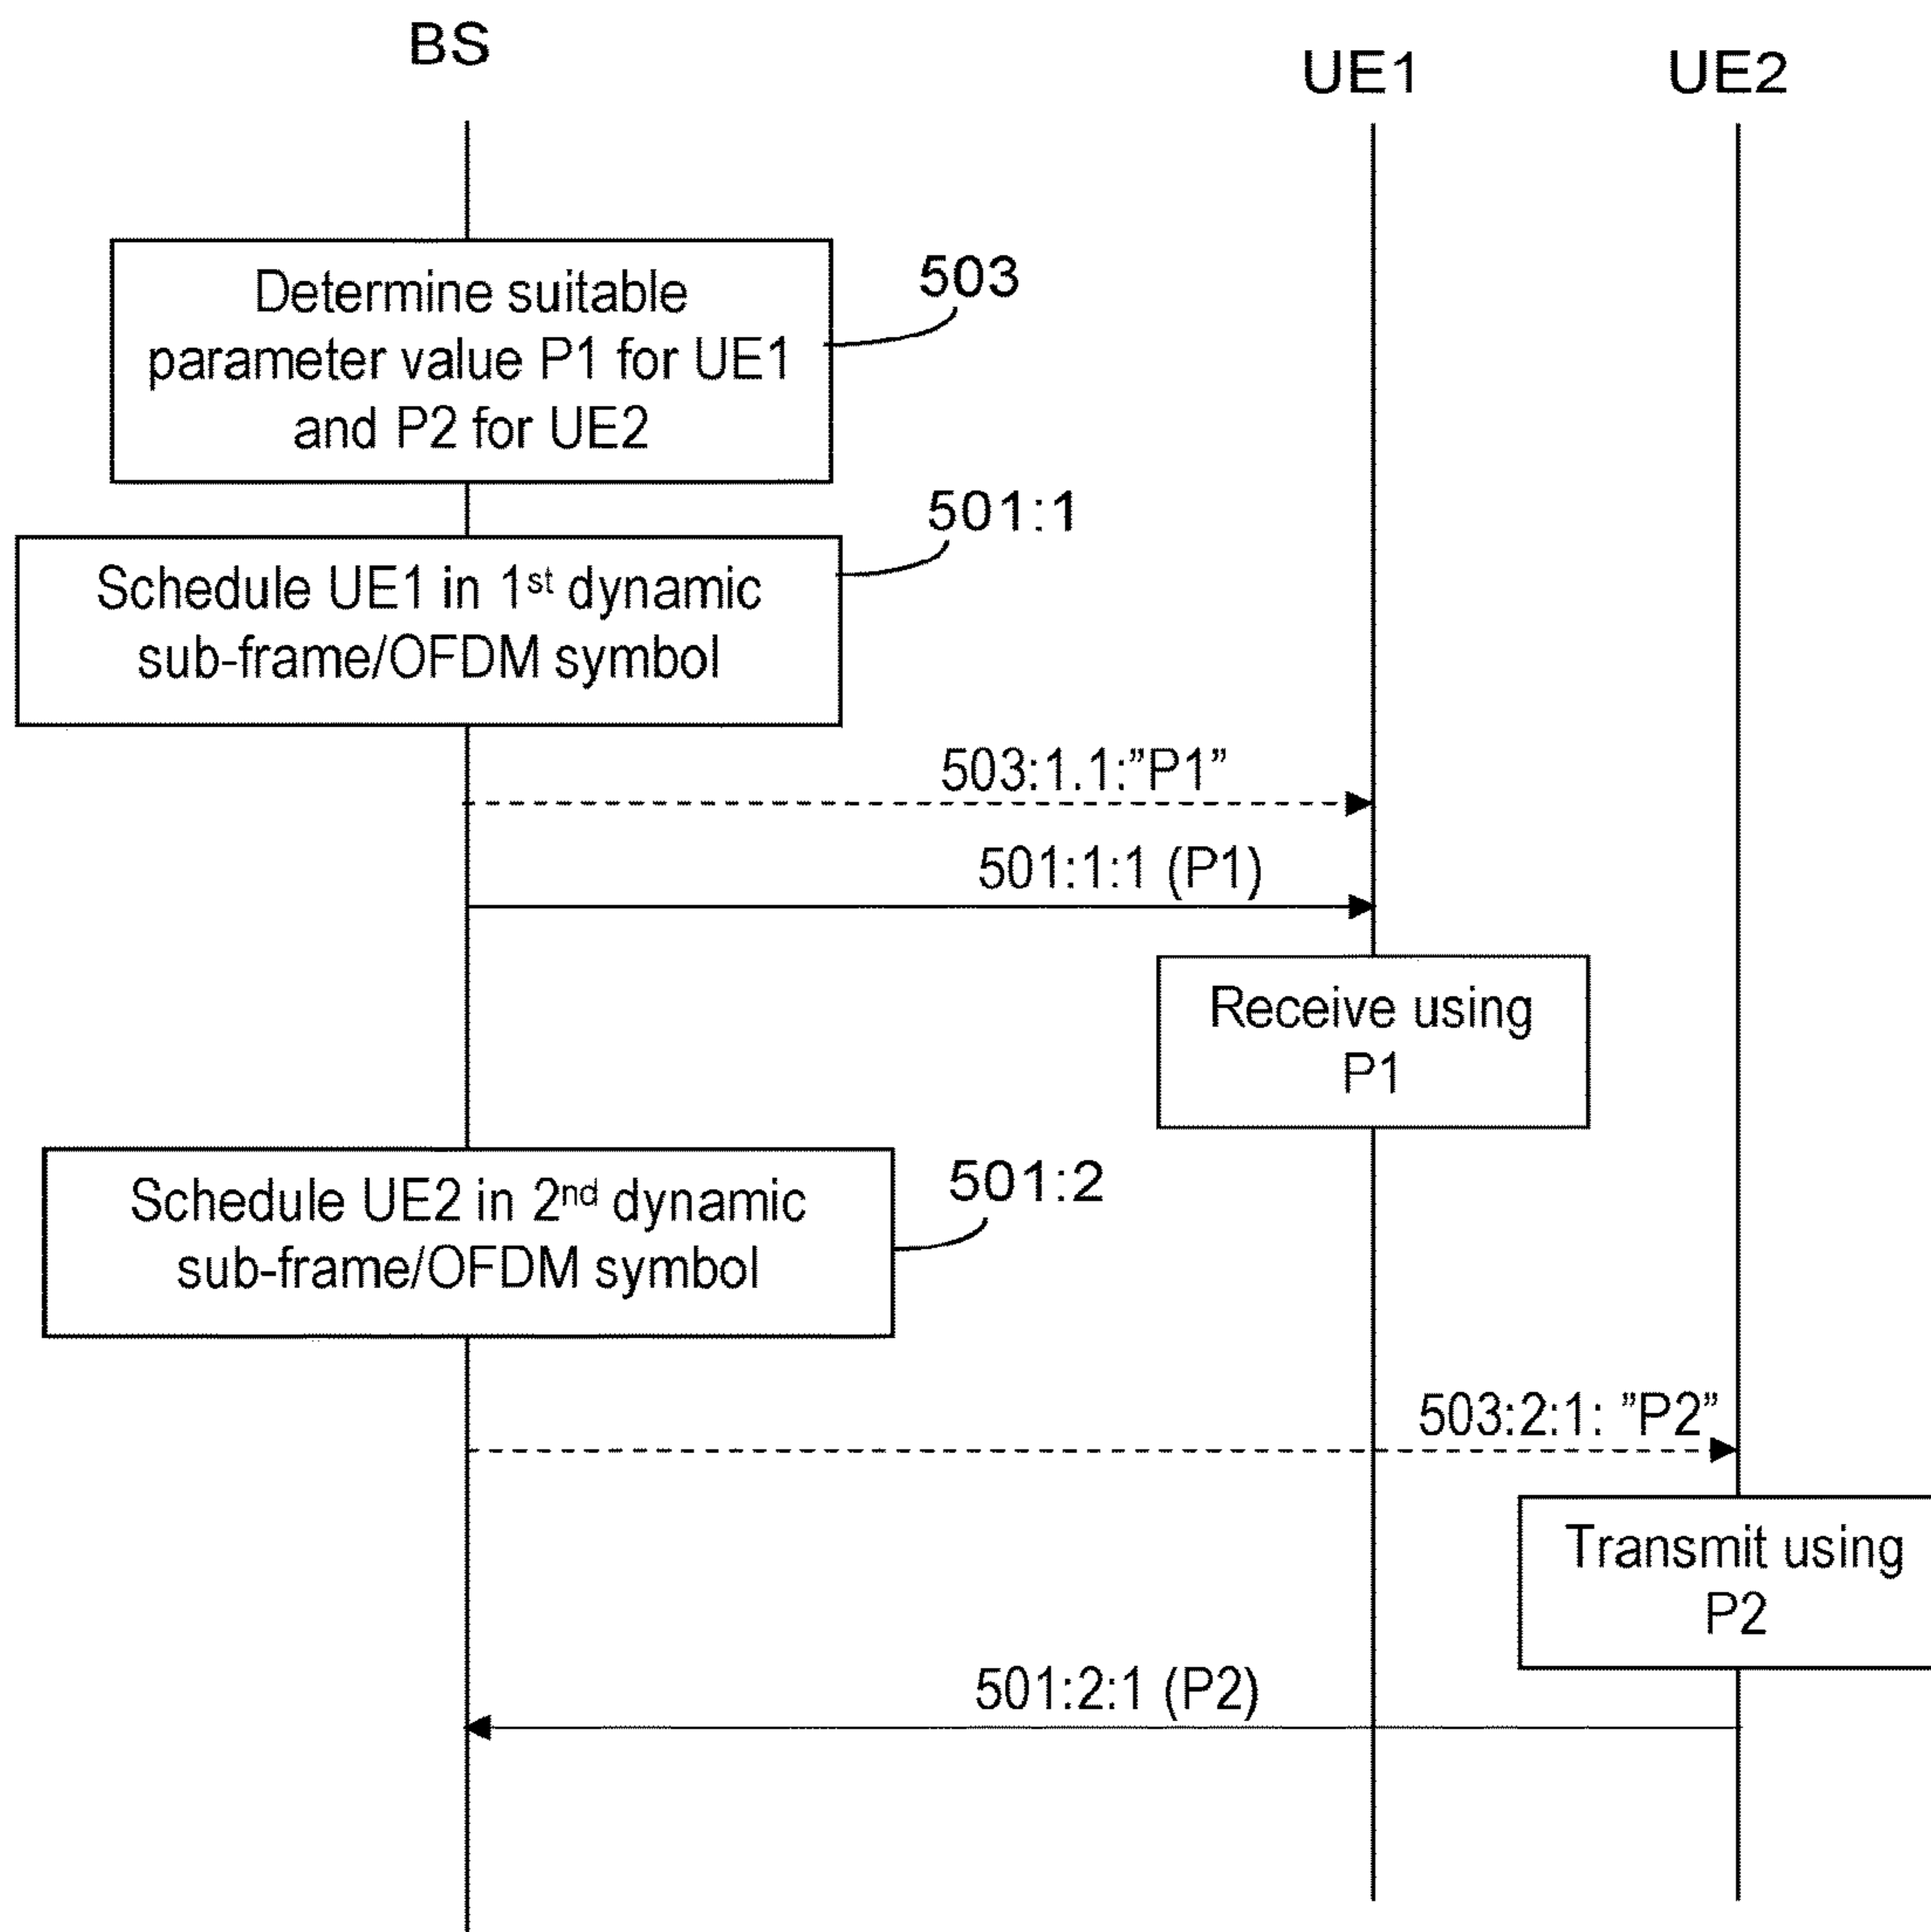 BS
UE1
UE2
Determine suitable
parameter value P1 for UE1
and P2 for UE2
503
501:1
Schedule UE1 in 1st dynamic
sub-frame/OFDM symbol
503:1.1:”P1”
501:1:1 (P1)
Receive using
P1
Schedule UE2 in 2nd dynamic
sub-frame/OFDM symbol
501:2
503:2:1: ”P2”
Transmit using
P2
501:2:1 (P2)